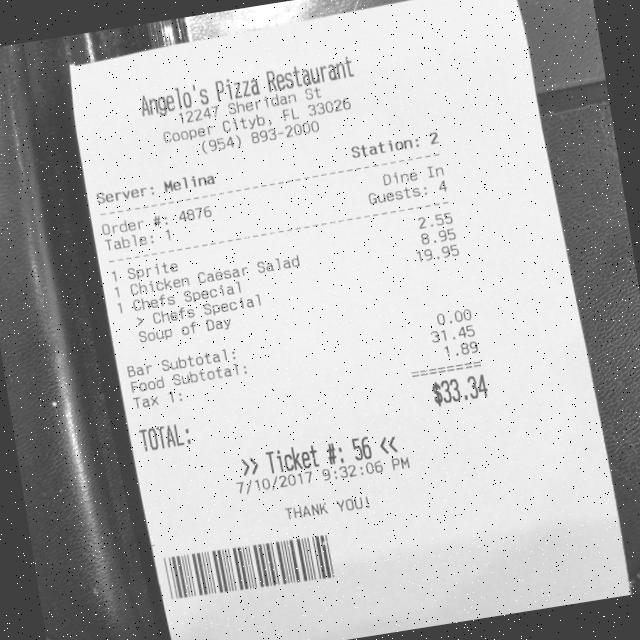 Angelo's Pizza Restaurant
12247 Sheridan St
Cooper Cityb, FL 33026
(954) 893-2000
Server: Melina Station: 2
Order #: 4876 Dine In
Table: 1 Guests: 4
1 Sprite 2.55
1 Chicken Caesar Salad 8.95
1 Chefs Special 19.95
> Chefs Special
Soup of Day
Bar Subtotal: 0.00
Food Subtotal: 31.45
Tax 1: 1.89
========
TOTAL: $33.34
>> Ticket #: 56 <<
7/10/2017 9:32:06 PM
THANK YOU!